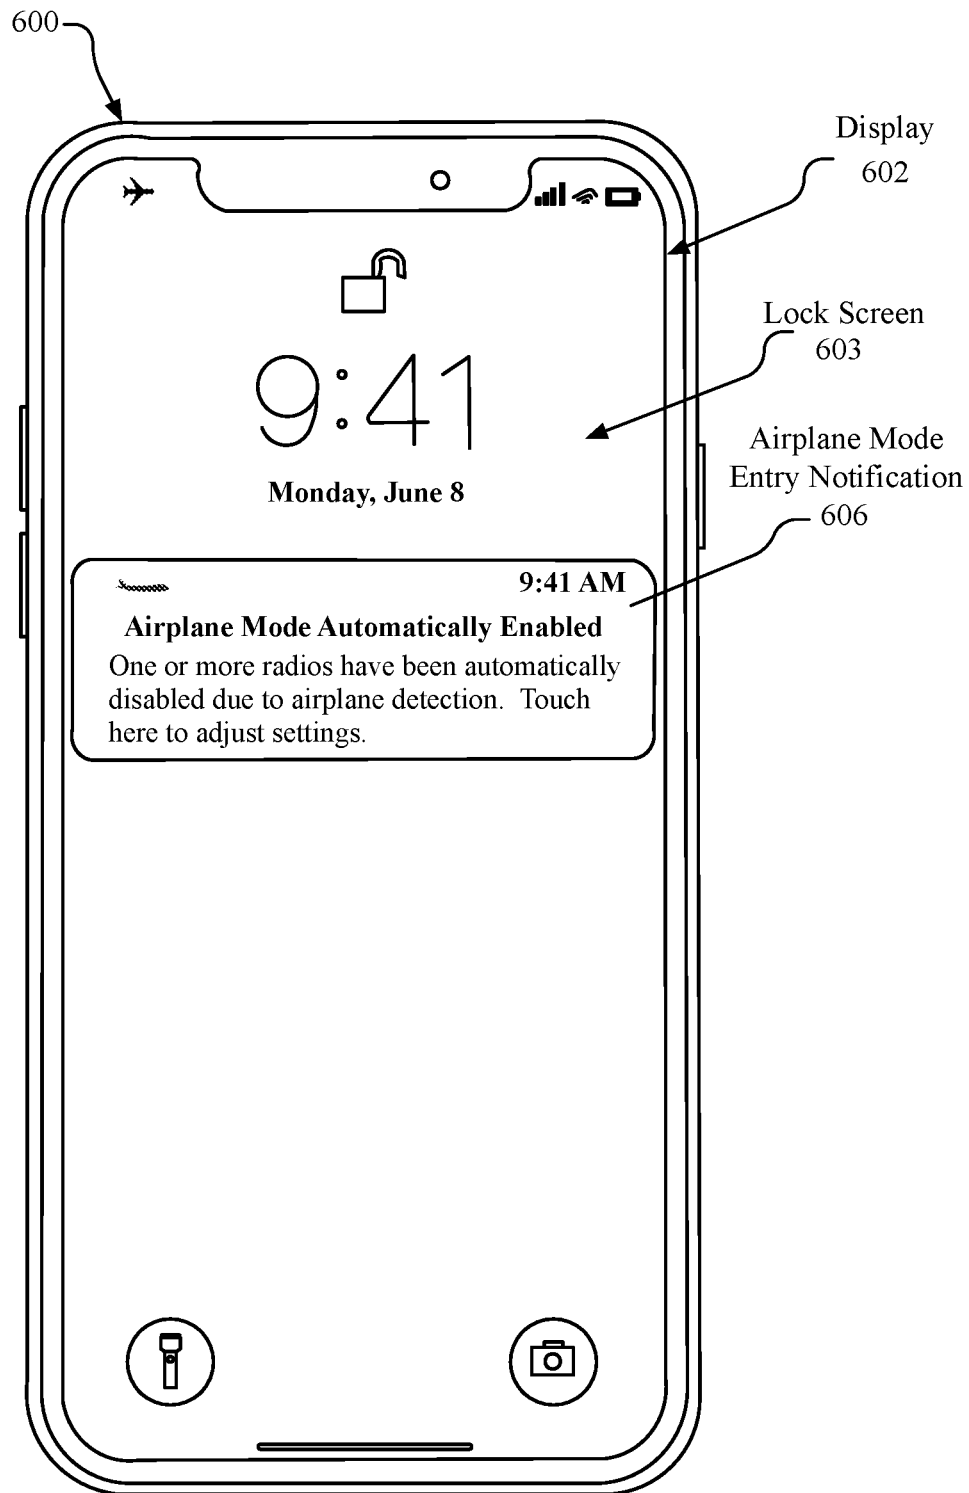 600
Display
602
Lock Screen
603
9:41
Airplane Mode
Entry Notification
606
Monday, June 8
9:41 AM
Airplane Mode Automatically Enabled
One or more radios have been automatically
disabled due to airplane detection.  Touch
here to adjust settings.